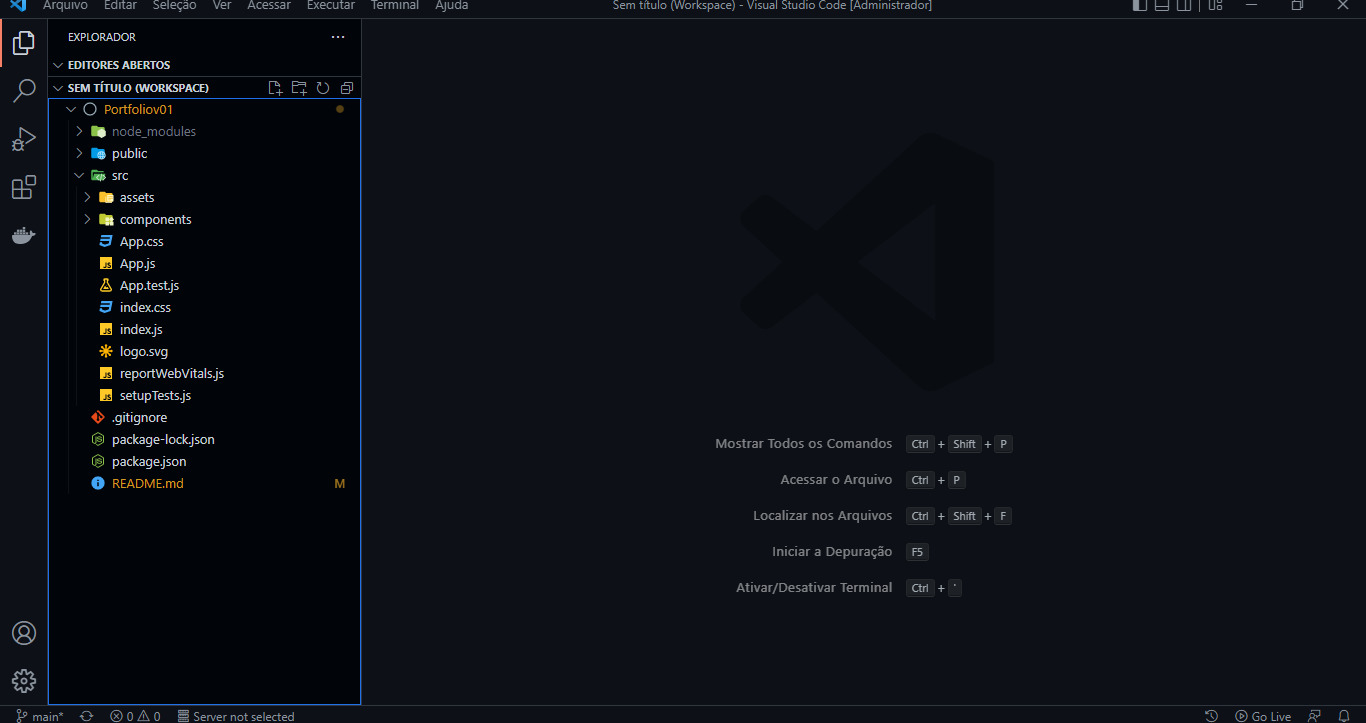 Arquivo Editar Seleção Ver Acessar Executar Terminal Ajuda Sem título (Workspace) - Visual Studio Code [Administrador]
EXPLORADOR
EDITORES ABERTOS
SEM TÍTULO (WORKSPACE)
Portfoliov01
node_modules
public
src
assets
components
App.css
JS App.js
App.test.js
index.css
JS index.js
logo.svg
JS reportWebVitals.js
JS setupTests.js
.gitignore
package-lock.json
package.json
README.md M
Mostrar Todos os Comandos Ctrl + Shift + P
Acessar o Arquivo Ctrl + P
Localizar nos Arquivos Ctrl + Shift + F
Iniciar a Depuração F5
Ativar/Desativar Terminal Ctrl + '
main* 0 0 Server not selected Go Live